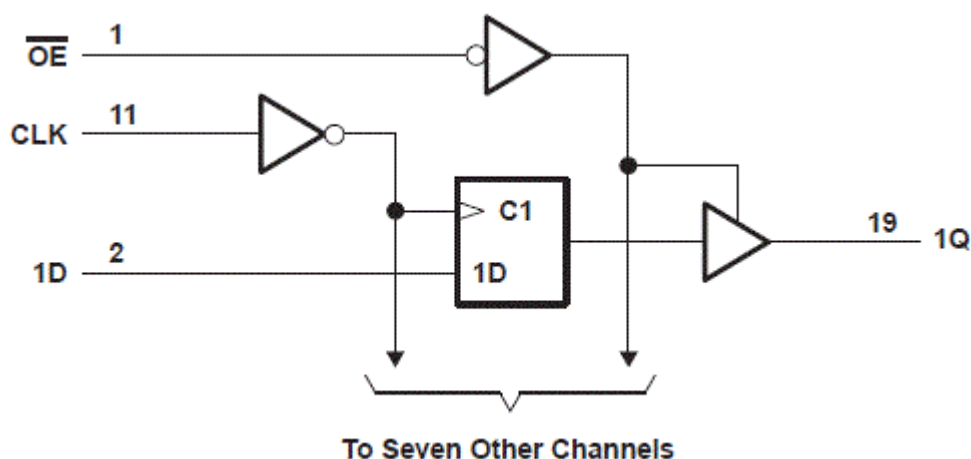 OE 1
CLK 11
C1
1D 2 1D
19 1Q
To Seven Other Channels